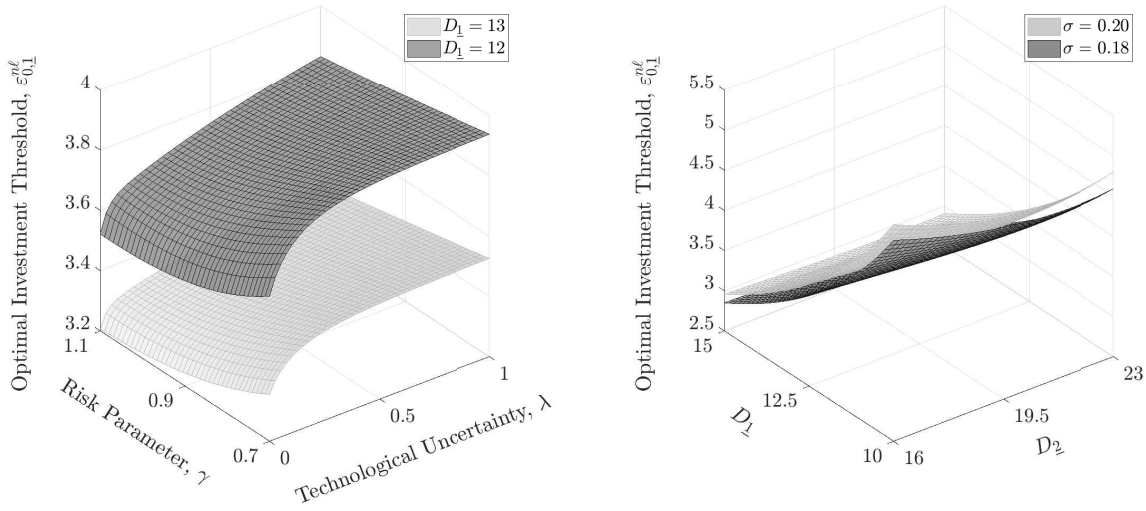 D_1 = 13
D_1 = 12
Optimal Investment Threshold, ε^{nℓ}_{0,1}
4
3.8
3.6
3.4
3.2
1.1
0.9
0.7
Risk Parameter, γ
0
0.5
1
Technological Uncertainty, λ
σ = 0.20
σ = 0.18
Optimal Investment Threshold, ε^{nℓ}_{0,1}
5.5
5
4.5
4
3.5
3
2.5
15
12.5
10
D_1
16
19.5
23
D_2